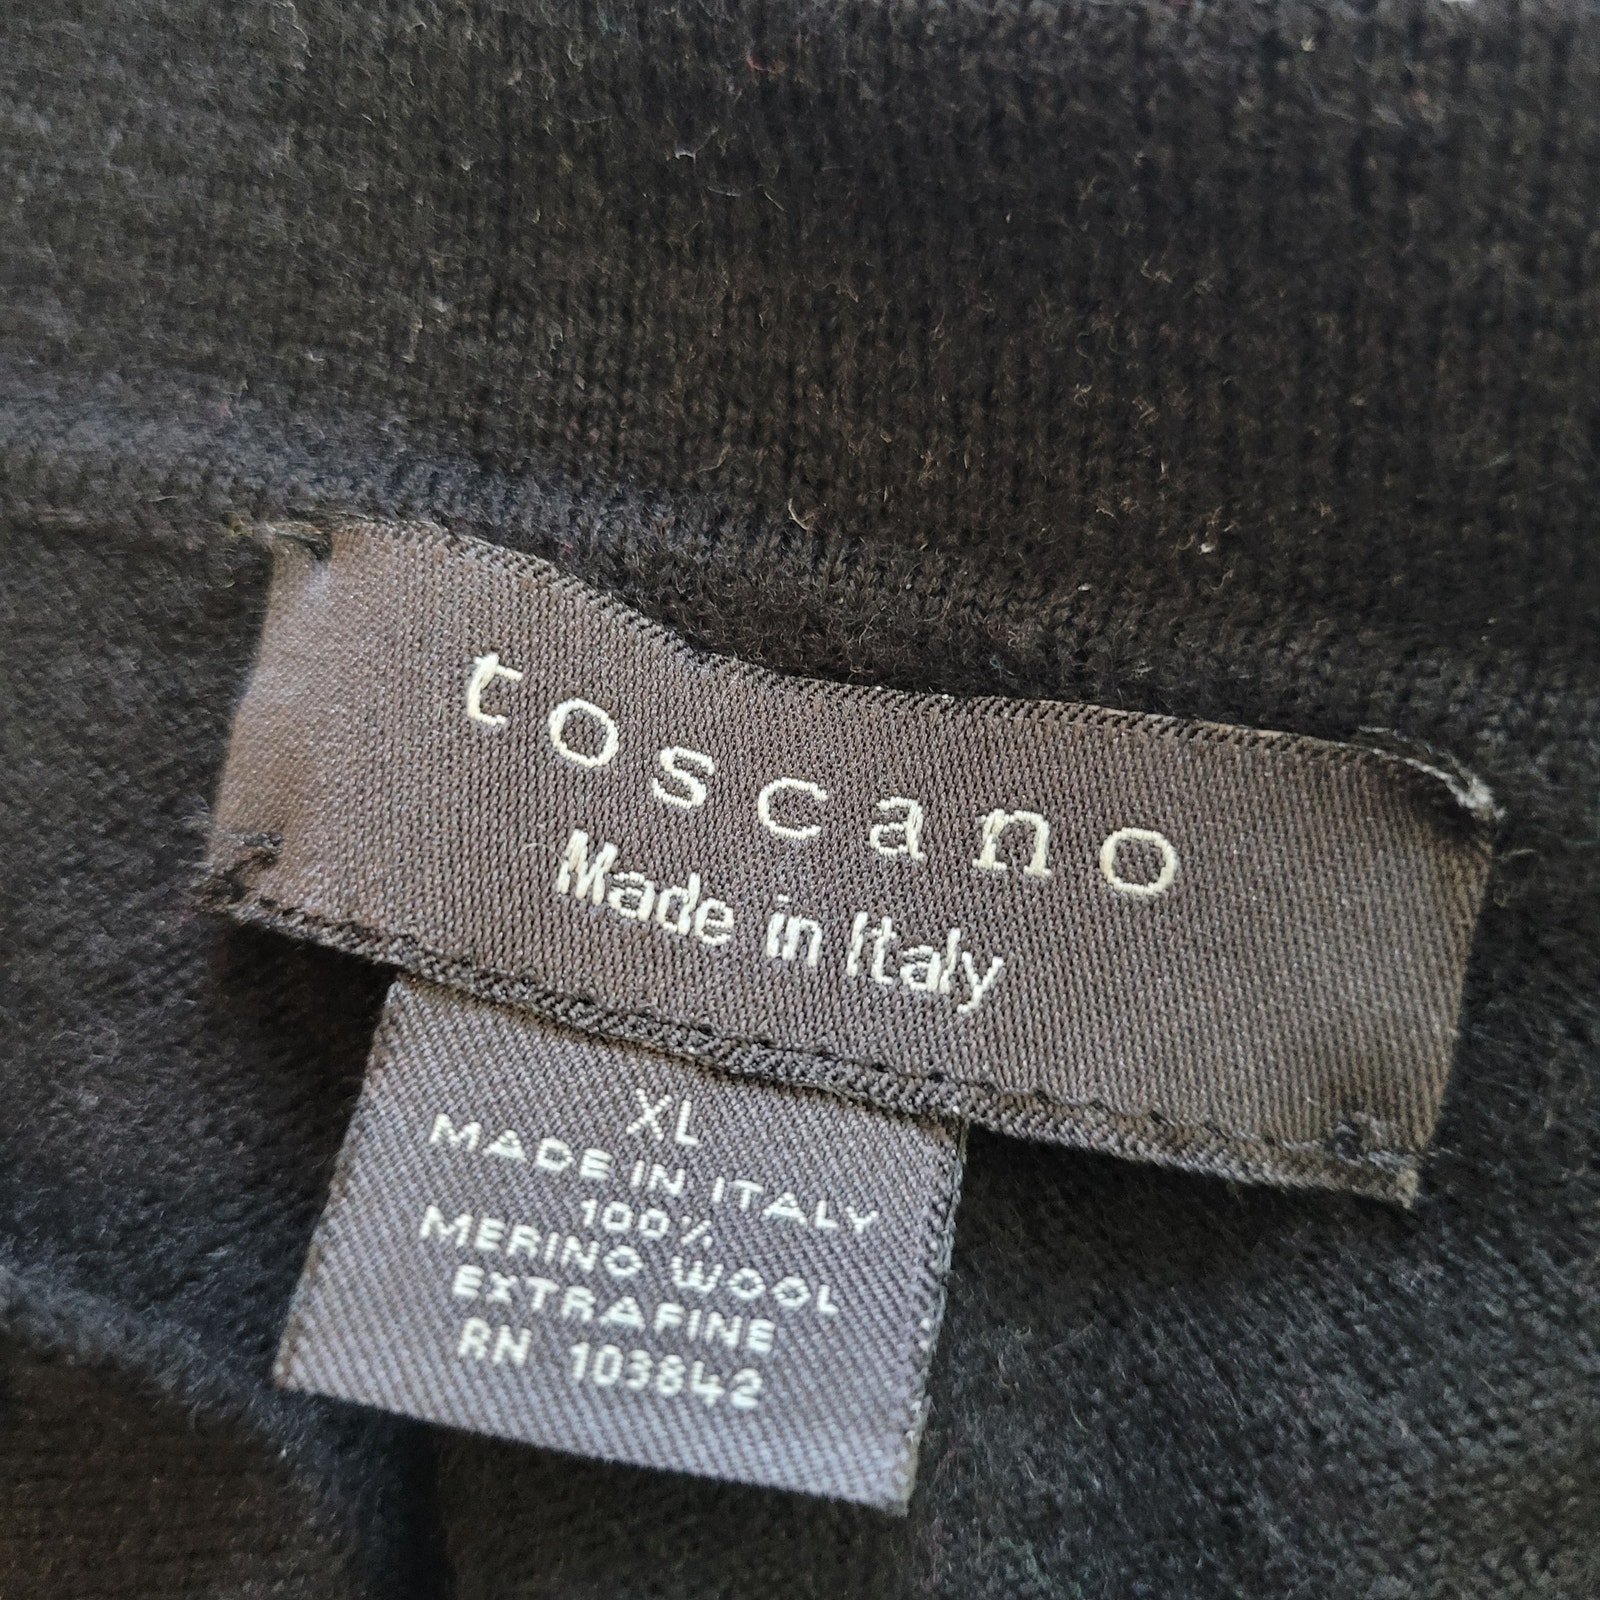 toscano
Made in Italy
XL
MADE IN ITALY
100%
MERINO WOOL
EXTRAFINE
RN 103842